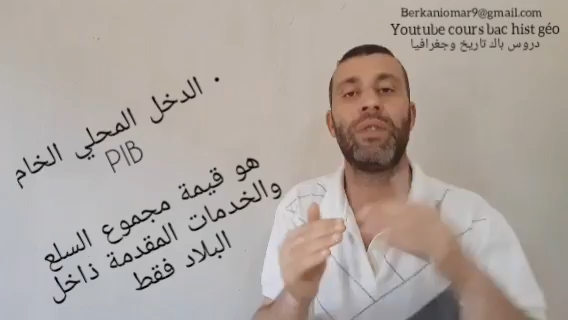 Berkaniomar9@gmail.com
Youtube cours bac hist géo
دروس باك تاريخ وجغرافيا
• الدخل المحلي الخام
PIB
هو قيمة مجموع السلع
والخدمات المقدمة ذاخل
البلاد فقط